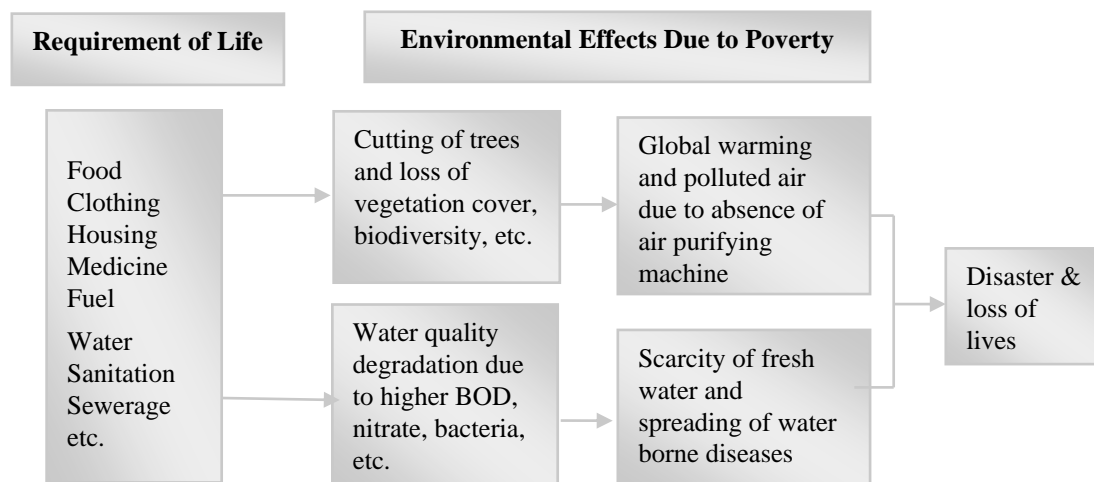 Requirement of Life
Environmental Effects Due to Poverty
Food
Clothing
Housing
Medicine
Fuel
Water
Sanitation
Sewerage
etc.
Cutting of trees
and loss of
vegetation cover,
biodiversity, etc.
Global warming
and polluted air
due to absence of
air purifying
machine
Water quality
degradation due
to higher BOD,
nitrate, bacteria,
etc.
Scarcity of fresh
water and
spreading of water
borne diseases
Disaster &
loss of
lives